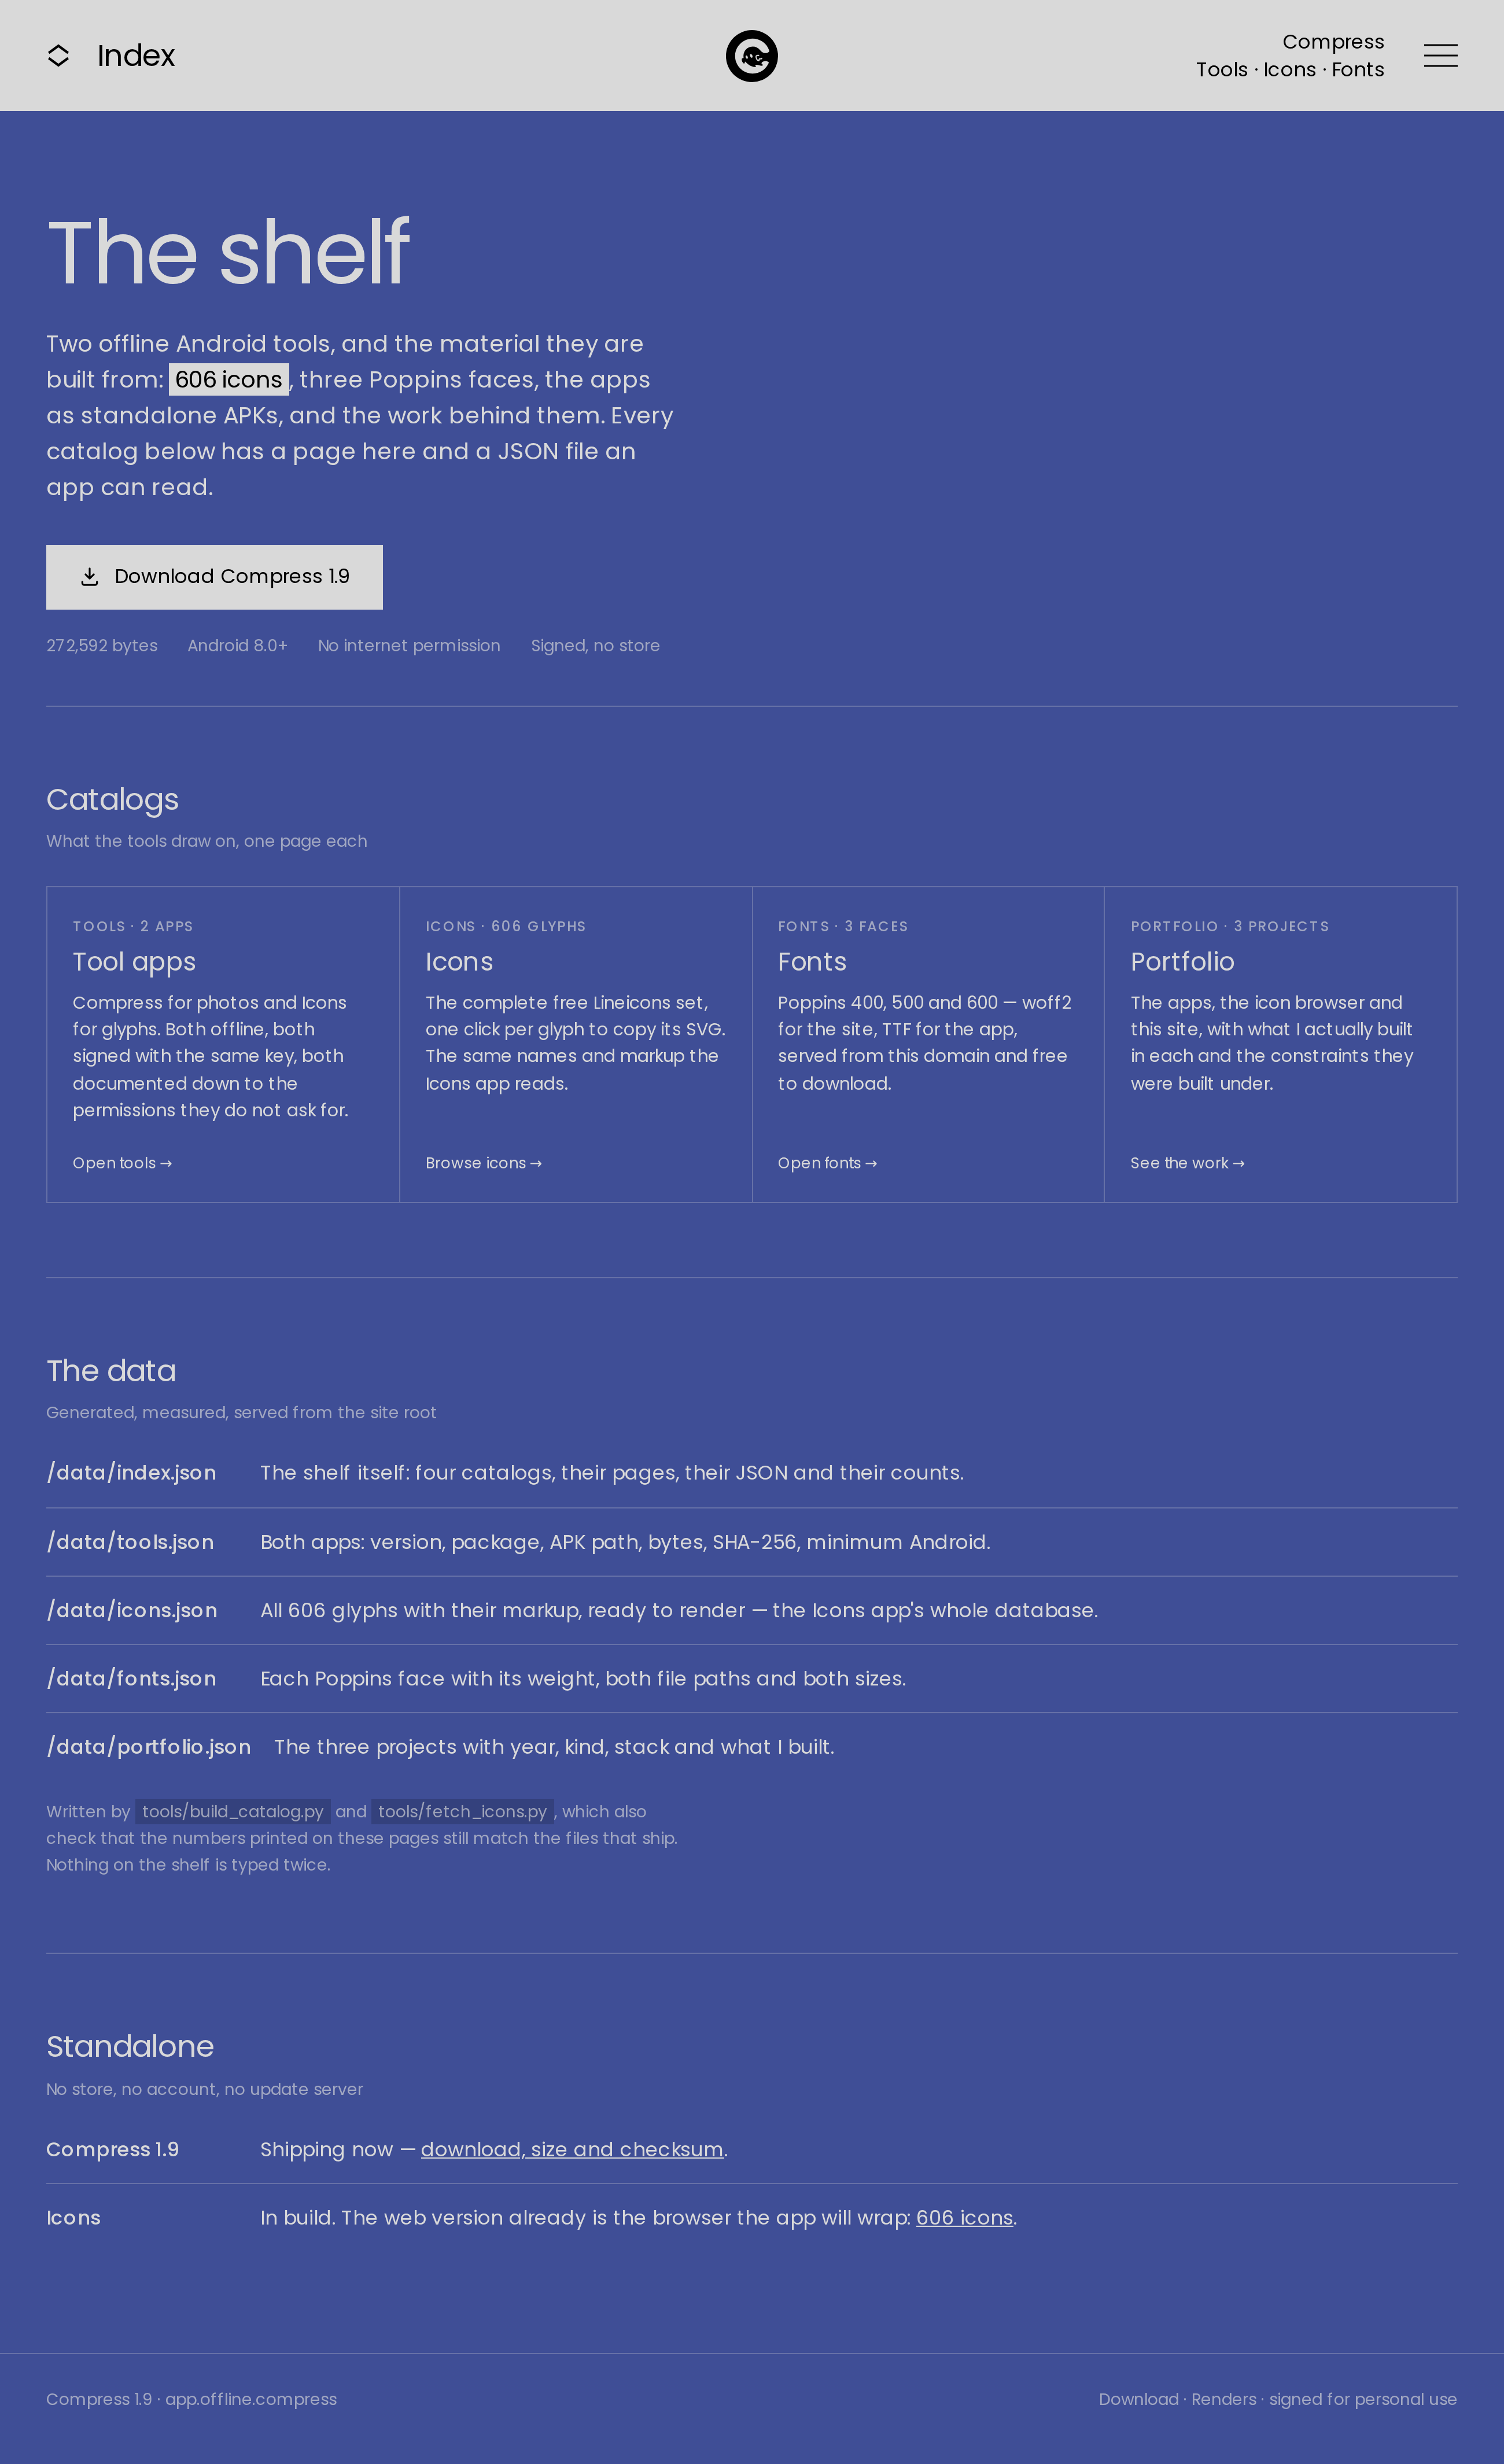 Index
Compress
Tools · Icons · Fonts
The shelf
Two offline Android tools, and the material they are
built from: 606 icons, three Poppins faces, the apps
as standalone APKs, and the work behind them. Every
catalog below has a page here and a JSON file an
app can read.
Download Compress 1.9
272,592 bytes Android 8.0+ No internet permission Signed, no store
Catalogs
What the tools draw on, one page each
TOOLS · 2 APPS
Tool apps
Compress for photos and Icons
for glyphs. Both offline, both
signed with the same key, both
documented down to the
permissions they do not ask for.
Open tools →
ICONS · 606 GLYPHS
Icons
The complete free Lineicons set,
one click per glyph to copy its SVG.
The same names and markup the
Icons app reads.
Browse icons →
FONTS · 3 FACES
Fonts
Poppins 400, 500 and 600 — woff2
for the site, TTF for the app,
served from this domain and free
to download.
Open fonts →
PORTFOLIO · 3 PROJECTS
Portfolio
The apps, the icon browser and
this site, with what I actually built
in each and the constraints they
were built under.
See the work →
The data
Generated, measured, served from the site root
/data/index.json The shelf itself: four catalogs, their pages, their JSON and their counts.
/data/tools.json Both apps: version, package, APK path, bytes, SHA-256, minimum Android.
/data/icons.json All 606 glyphs with their markup, ready to render — the Icons app's whole database.
/data/fonts.json Each Poppins face with its weight, both file paths and both sizes.
/data/portfolio.json The three projects with year, kind, stack and what I built.
Written by tools/build_catalog.py and tools/fetch_icons.py, which also
check that the numbers printed on these pages still match the files that ship.
Nothing on the shelf is typed twice.
Standalone
No store, no account, no update server
Compress 1.9 Shipping now — download, size and checksum.
Icons In build. The web version already is the browser the app will wrap: 606 icons.
Compress 1.9 · app.offline.compress
Download · Renders · signed for personal use